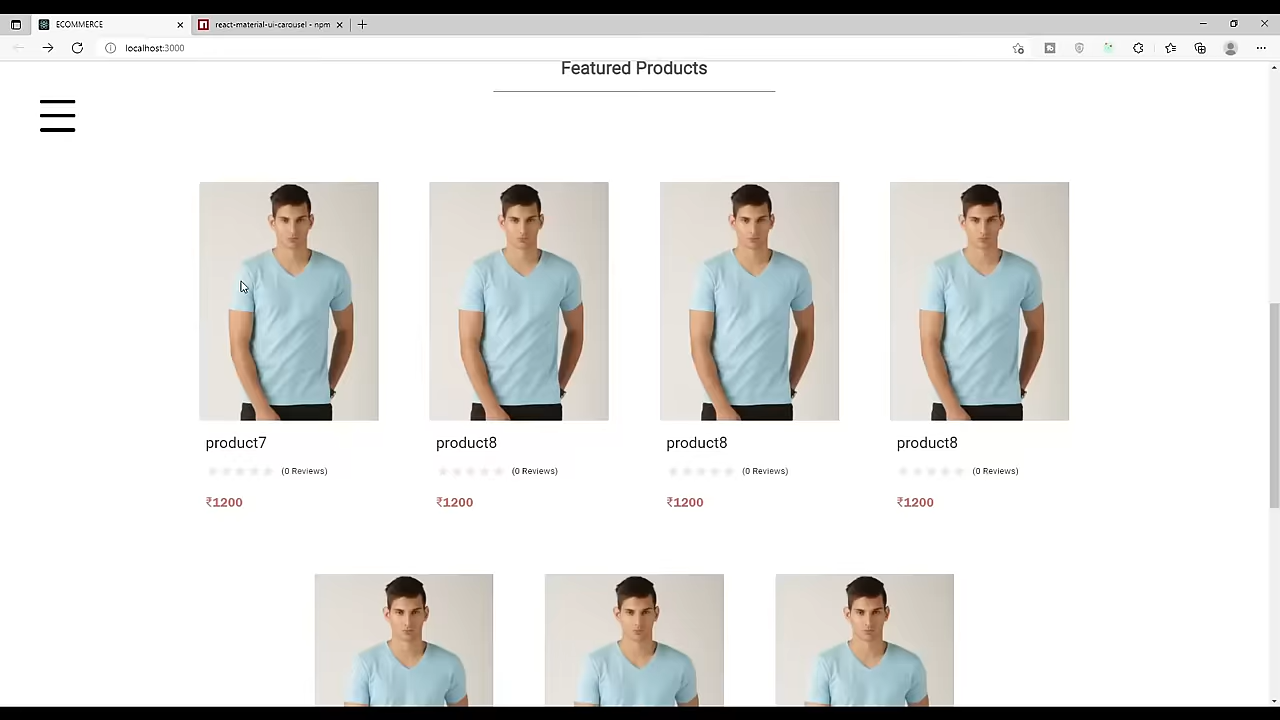 ECOMMERCE
react-material-ui-carousel - npm
localhost:3000
Featured Products
product7
product8
product8
product8
(0 Reviews)
(0 Reviews)
(0 Reviews)
(0 Reviews)
₹1200
₹1200
₹1200
₹1200